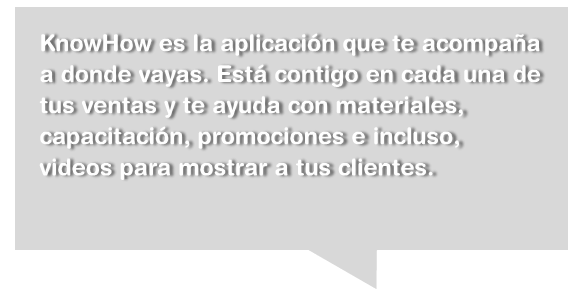 KnowHow es la aplicación que te acompaña
a donde vayas. Está contigo en cada una de
tus ventas y te ayuda con materiales,
capacitación, promociones e incluso,
videos para mostrar a tus clientes.